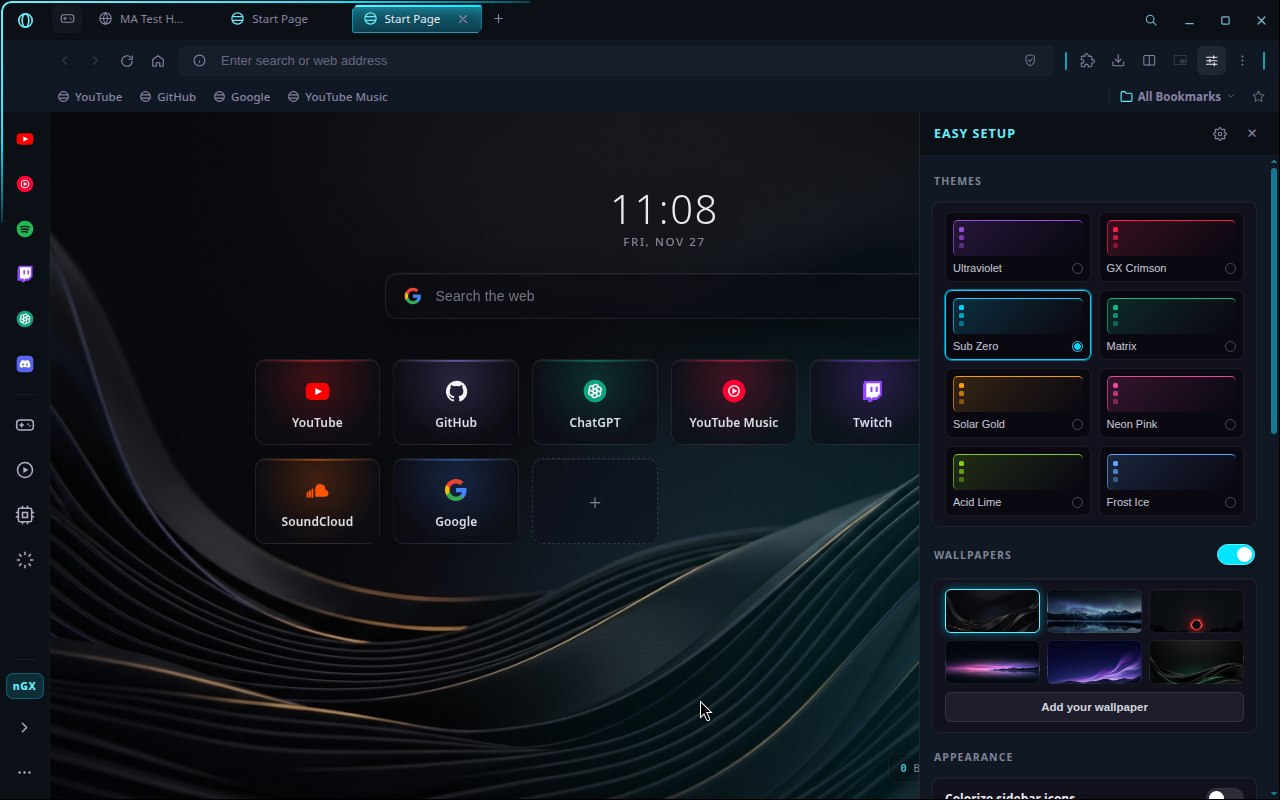 MA Test H...
Start Page
Start Page
Enter search or web address
YouTube
GitHub
Google
YouTube Music
All Bookmarks
EASY SETUP
THEMES
11:08
FRI, NOV 27
Search the web
Ultraviolet
GX Crimson
Sub Zero
Matrix
Solar Gold
Neon Pink
Acid Lime
Frost Ice
YouTube
GitHub
ChatGPT
YouTube Music
Twitch
SoundCloud
Google
WALLPAPERS
Add your wallpaper
nGX
APPEARANCE
0 B
Colorize sidebar icons